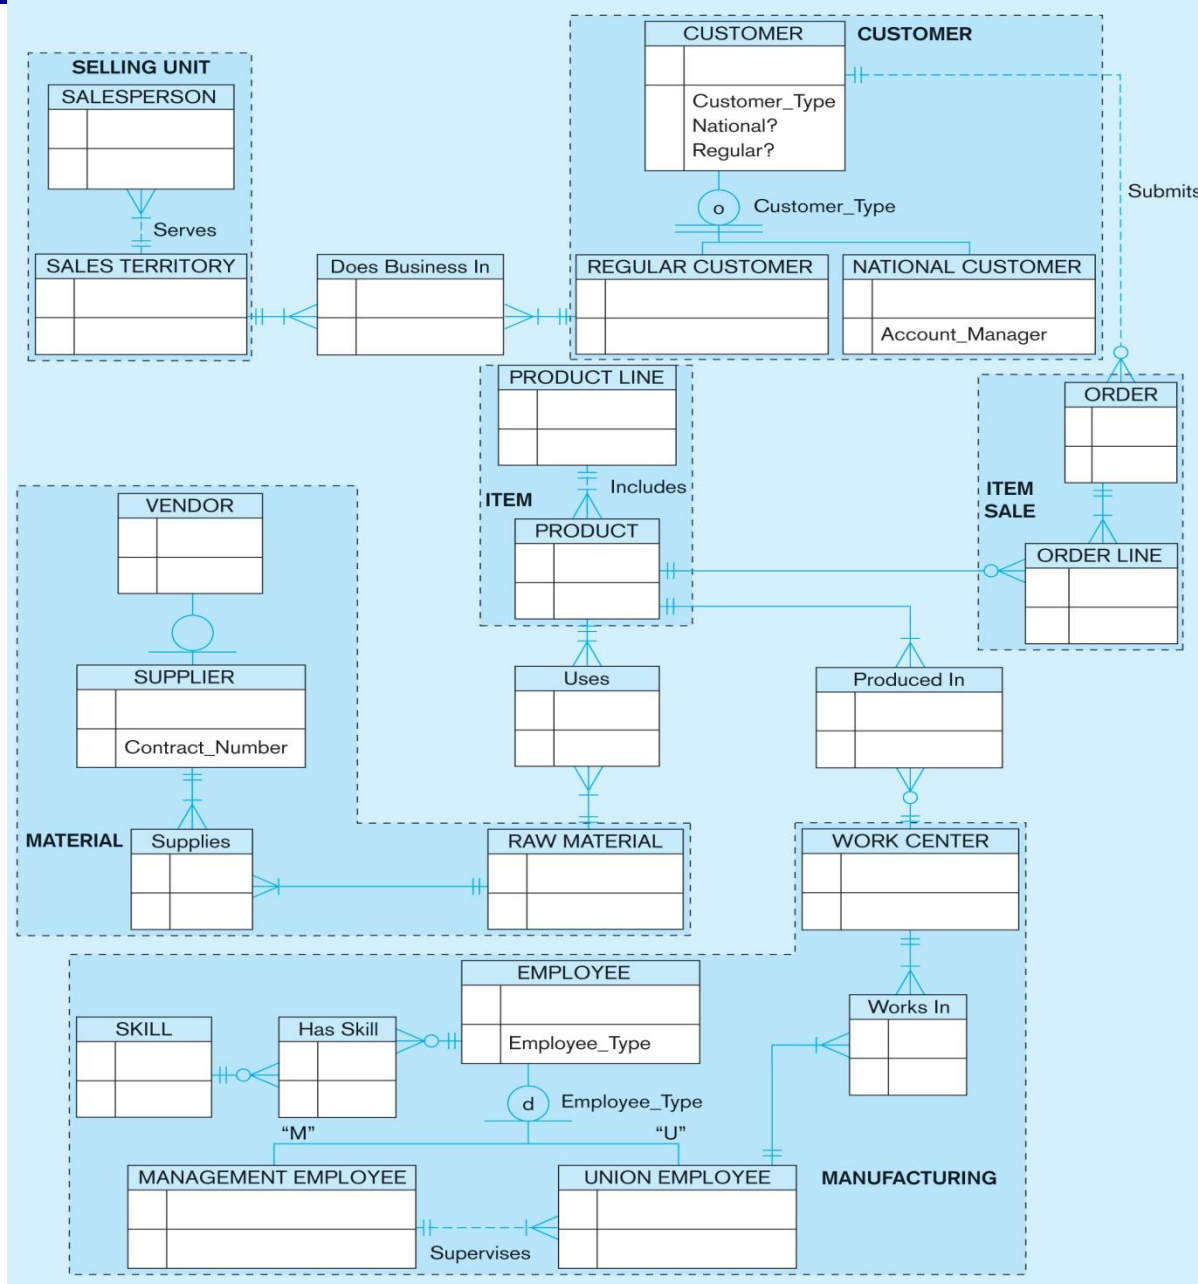 CUSTOMER
CUSTOMER
Customer_Type
National?
Regular?
SELLING UNIT
SALESPERSON
Submits
o
Customer_Type
Serves
SALES TERRITORY
Does Business In
REGULAR CUSTOMER
NATIONAL CUSTOMER
Account_Manager
PRODUCT LINE
ORDER
ITEM
Includes
ITEM
SALE
VENDOR
PRODUCT
ORDER LINE
SUPPLIER
Contract_Number
Uses
Produced In
MATERIAL
Supplies
RAW MATERIAL
WORK CENTER
EMPLOYEE
Employee_Type
SKILL
Has Skill
Works In
d
Employee_Type
“M”
“U”
MANAGEMENT EMPLOYEE
UNION EMPLOYEE
MANUFACTURING
Supervises